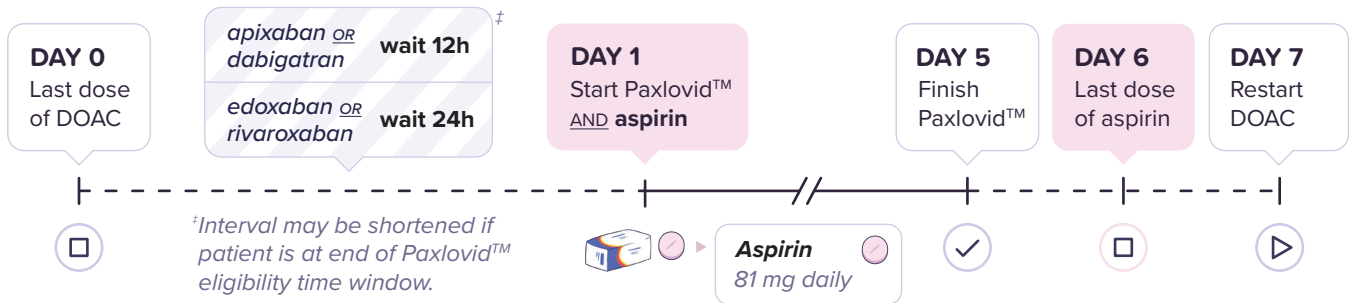 DAY 0
Last dose
of DOAC
apixaban OR
dabigatran
wait 12h
‡
edoxaban OR
rivaroxaban
wait 24h
DAY 1
Start Paxlovid™
AND aspirin
DAY 5
Finish
Paxlovid™
DAY 6
Last dose
of aspirin
DAY 7
Restart
DOAC
‡Interval may be shortened if
patient is at end of Paxlovid™
eligibility time window.
Aspirin
81 mg daily